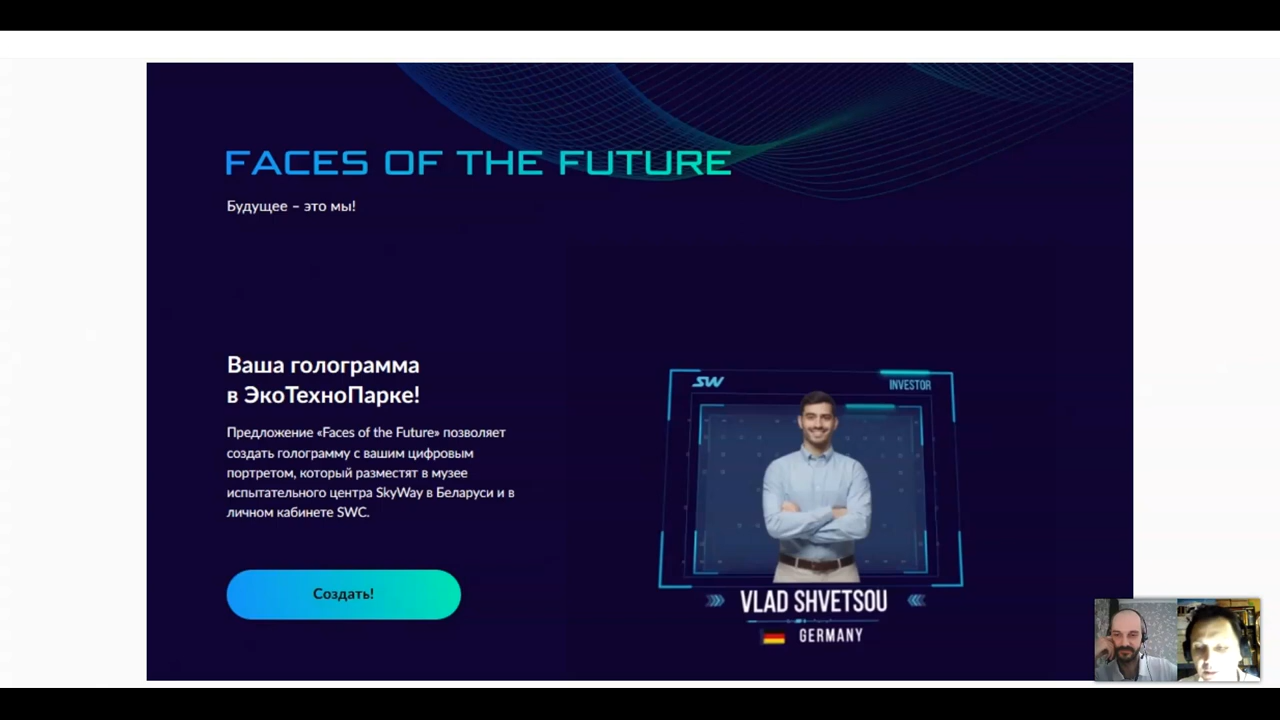 FACES OF THE FUTURE
Будущее – это мы!
Ваша голограмма
в ЭкоТехноПарке!
Предложение «Faces of the Future» позволяет
создать голограмму с вашим цифровым
портретом, который разместят в музее
испытательного центра SkyWay в Беларуси и в
личном кабинете SWC.
Создать!
SW
INVESTOR
VLAD SHVETSOU
GERMANY